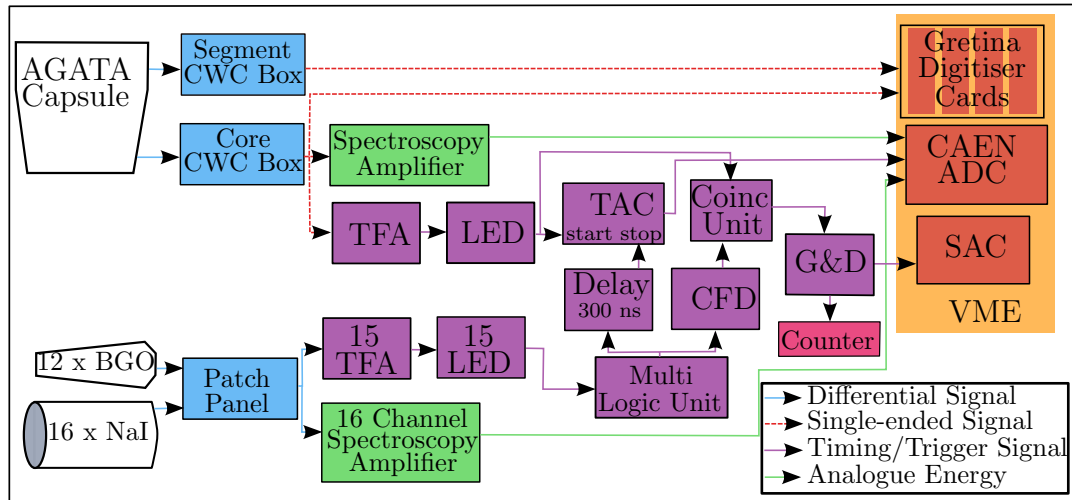 AGATA
Capsule
Segment
CWC Box
Core
CWC Box
Spectroscopy
Amplifier
TFA
LED
TAC
start stop
Coinc
Unit
Delay
300 ns
CFD
G&D
Counter
Gretina
Digitiser
Cards
CAEN
ADC
SAC
VME
12 x BGO
16 x NaI
Patch
Panel
15
TFA
15
LED
Multi
Logic Unit
16 Channel
Spectroscopy
Amplifier
Differential Signal
Single-ended Signal
Timing/Trigger Signal
Analogue Energy